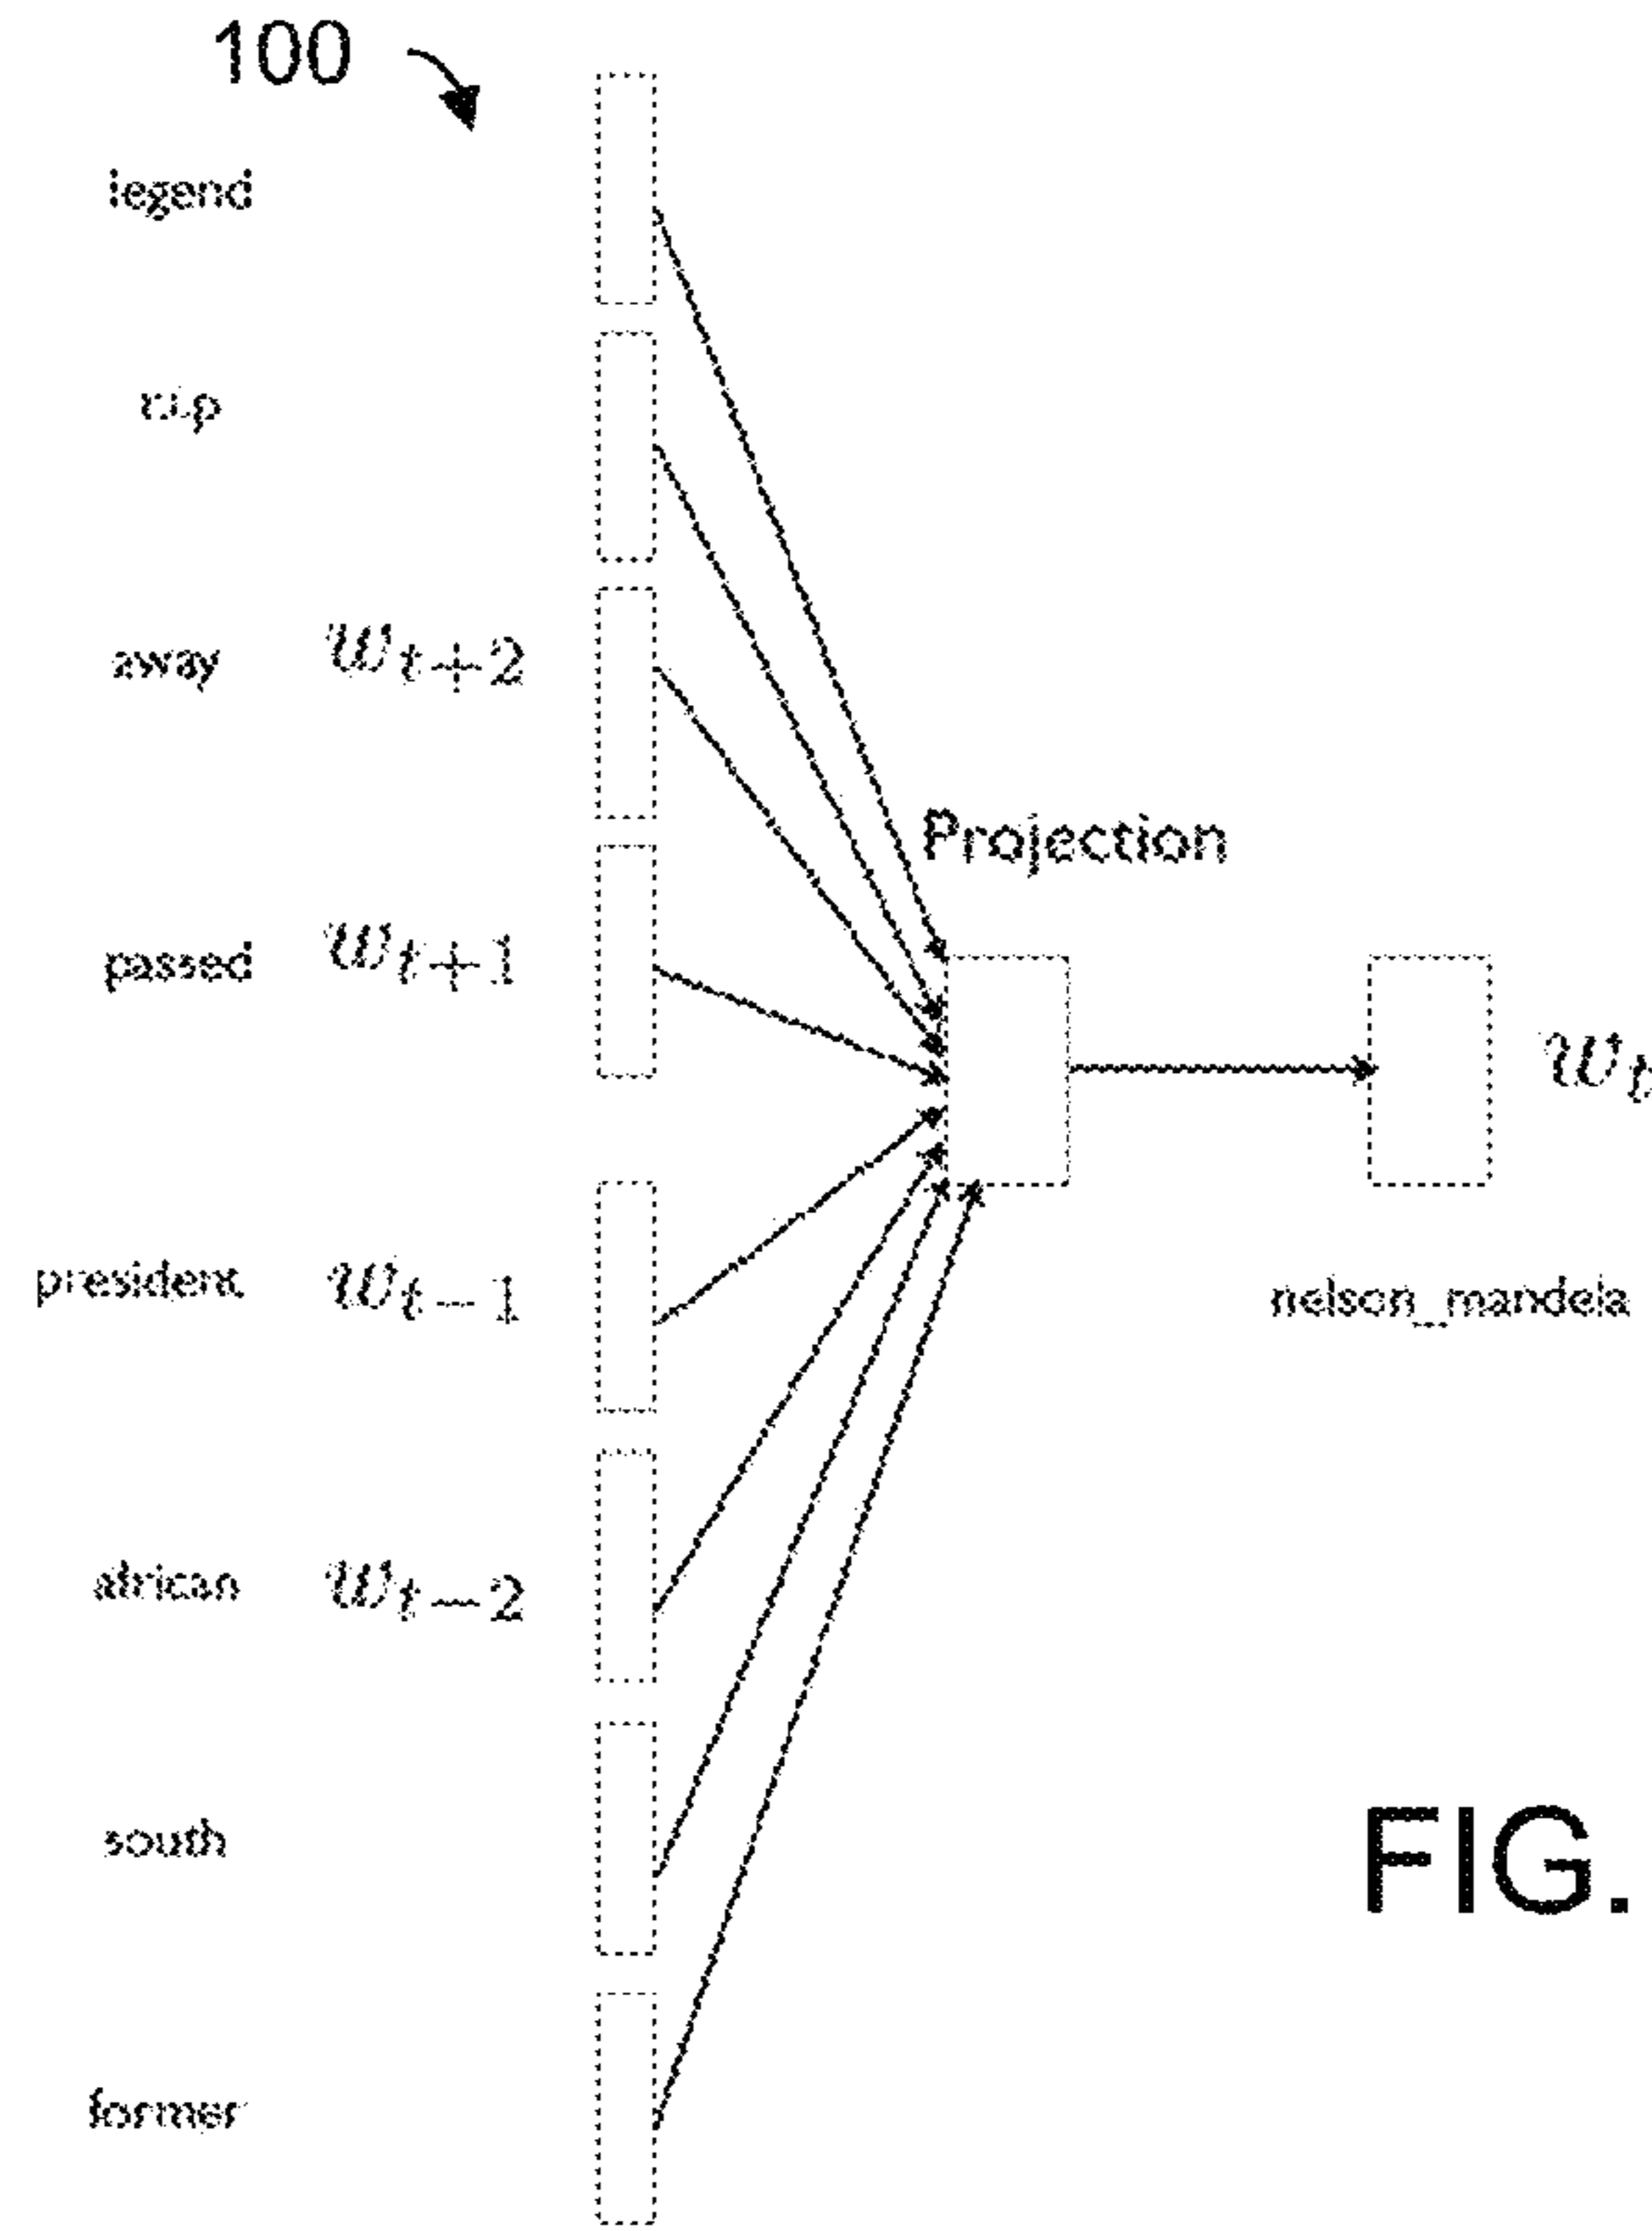 100
legend
r.i.p
away w_{t+2}
passed w_{t+1}
Projection
w_t
president w_{t-1}
nelson_mandela
african w_{t-2}
south
FIG.
former